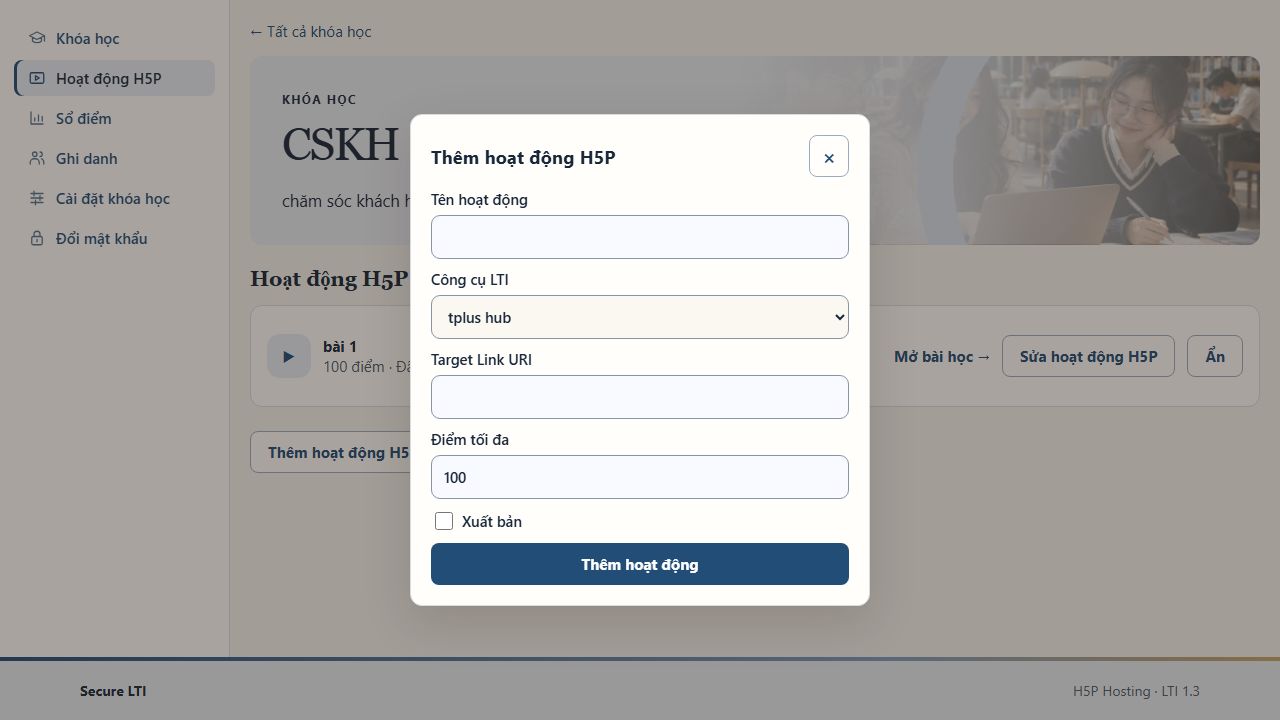 Khóa học
Hoạt động H5P
Sổ điểm
Ghi danh
Cài đặt khóa học
Đổi mật khẩu
← Tất cả khóa học
KHÓA HỌC
CSKH
chăm sóc khách h
Hoạt động H5P
bài 1
100 điểm · Đã
Mở bài học →
Sửa hoạt động H5P
Ẩn
Thêm hoạt động H5
Thêm hoạt động H5P
×
Tên hoạt động
Công cụ LTI
tplus hub
Target Link URI
Điểm tối đa
100
Xuất bản
Thêm hoạt động
Secure LTI
H5P Hosting · LTI 1.3